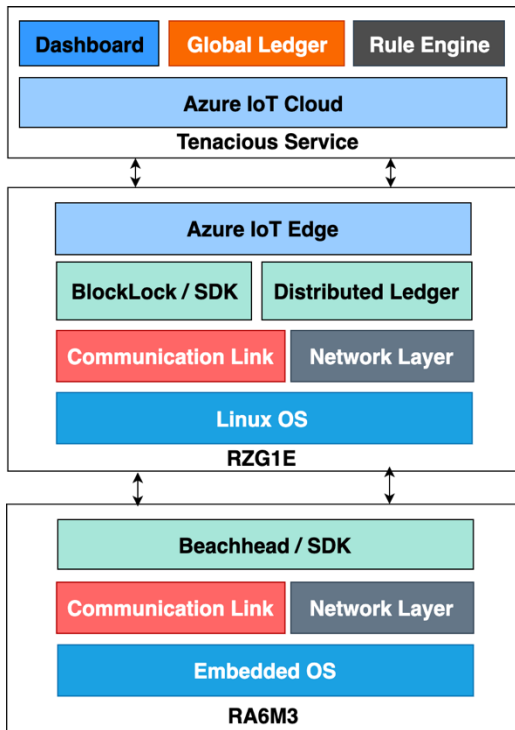 Dashboard
Global Ledger
Rule Engine
Azure IoT Cloud
Tenacious Service
Azure IoT Edge
BlockLock / SDK
Distributed Ledger
Communication Link
Network Layer
Linux OS
RZG1E
Beachhead / SDK
Communication Link
Network Layer
Embedded OS
RA6M3